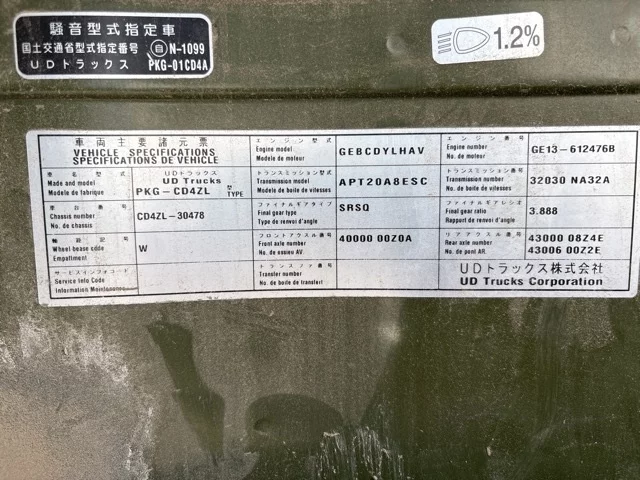 騒音型式指定車
国土交通省型式指定番号 自 N-1099
UDトラックス PKG-01CD4A
1.2%
車両主要諸元票
VEHICLE SPECIFICATIONS
SPECIFICATIONS DE VEHICLE
エンジン型式
Engine model
Modele de moteur
GEBCDYLHAV
エンジン番号
Engine number
No. de moteur
GE13-612476B
車名型式
Made and model
Modele de fabrique
UDトラックス
UD Trucks
PKG-CD4ZL 型 TYPE
トランスミッション型式
Transmission model
Modele de boite de vitesses
APT20A8ESC
トランスミッション番号
Transmission number
No. de boite de vitesses
32030 NA32A
車台番号
Chassis number
No. de chassis
CD4ZL-30478
ファイナルギアタイプ
Final gear type
Type de renvoi d'angle
SRSQ
ファイナルギアレシオ
Final gear ratio
Rapport de renvoi d'angle
3.888
軸距記号
Wheel base code
Empattment
W
フロントアクスル番号
Front axle number
No. de essieu AV.
40000 00Z0A
リアアクスル番号
Rear axle number
No. de pont AR.
43000 08Z4E
43006 00Z2E
サービスインフォコード
Service Info Code
Information Maintenance
トランスファ番号
Transfer number
No. de boite de transfert
UDトラックス株式会社
UD Trucks Corporation